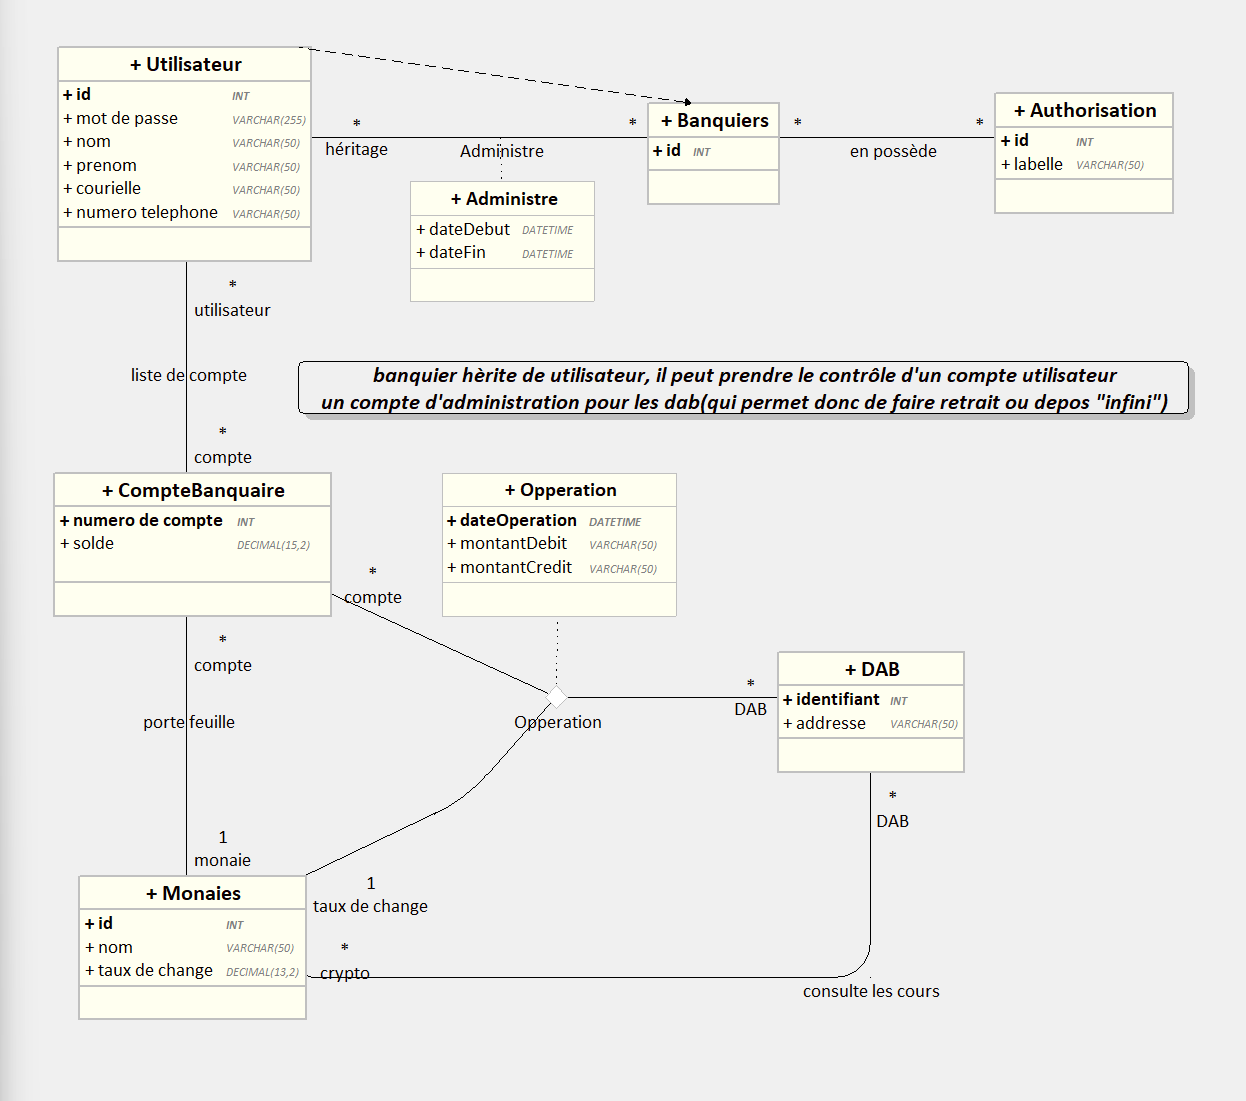 + Utilisateur
+ id INT
+ mot de passe VARCHAR(255)
+ nom VARCHAR(50)
+ prenom VARCHAR(50)
+ courielle VARCHAR(50)
+ numero telephone VARCHAR(50)
*
héritage
Administre
*
+ Banquiers
+ id INT
*
en possède
*
+ Authorisation
+ id INT
+ labelle VARCHAR(50)
+ Administre
+ dateDebut DATETIME
+ dateFin DATETIME
*
utilisateur
liste de compte
*
compte
banquier hèrite de utilisateur, il peut prendre le contrôle d'un compte utilisateur
un compte d'administration pour les dab(qui permet donc de faire retrait ou depos "infini")
+ CompteBanquaire
+ numero de compte INT
+ solde DECIMAL(15,2)
+ Opperation
+ dateOperation DATETIME
+ montantDebit VARCHAR(50)
+ montantCredit VARCHAR(50)
*
compte
*
compte
porte feuille
1
monaie
Opperation
*
DAB
+ DAB
+ identifiant INT
+ addresse VARCHAR(50)
*
DAB
+ Monaies
+ id INT
+ nom VARCHAR(50)
+ taux de change DECIMAL(13,2)
1
taux de change
*
crypto
consulte les cours